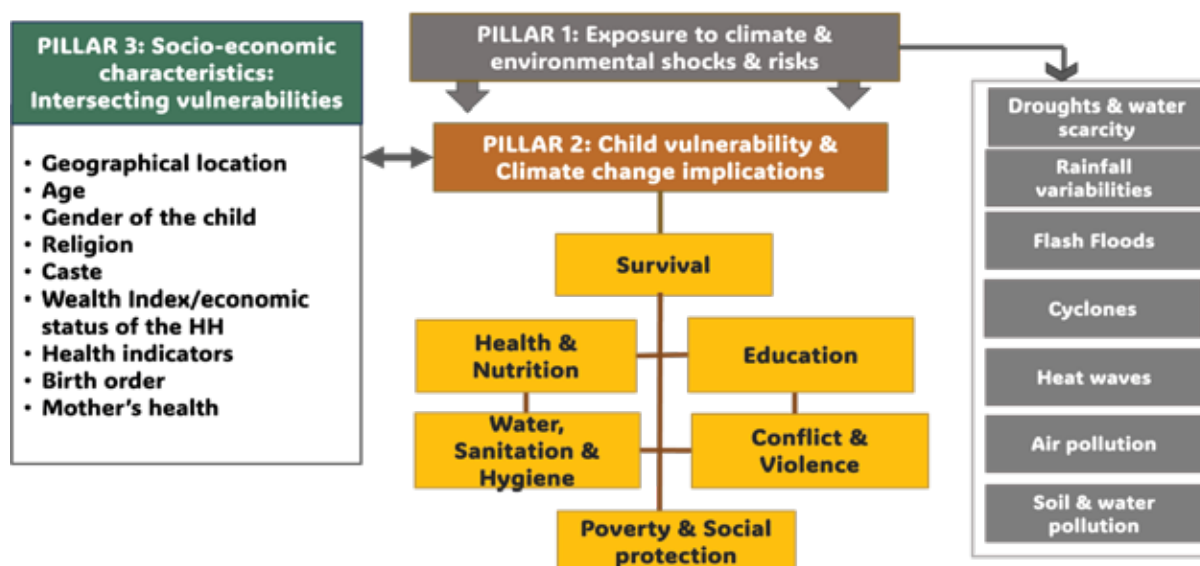 PILLAR 3: Socio-economic
characteristics:
Intersecting vulnerabilities
• Geographical location
• Age
• Gender of the child
• Religion
• Caste
• Wealth Index/economic
status of the HH
• Health indicators
• Birth order
• Mother's health
PILLAR 1: Exposure to climate &
environmental shocks & risks
PILLAR 2: Child vulnerability &
Climate change implications
Survival
Health &
Nutrition
Education
Water,
Sanitation &
Hygiene
Conflict &
Violence
Poverty & Social
protection
Droughts & water
scarcity
Rainfall
variabilities
Flash Floods
Cyclones
Heat waves
Air pollution
Soil & water
pollution